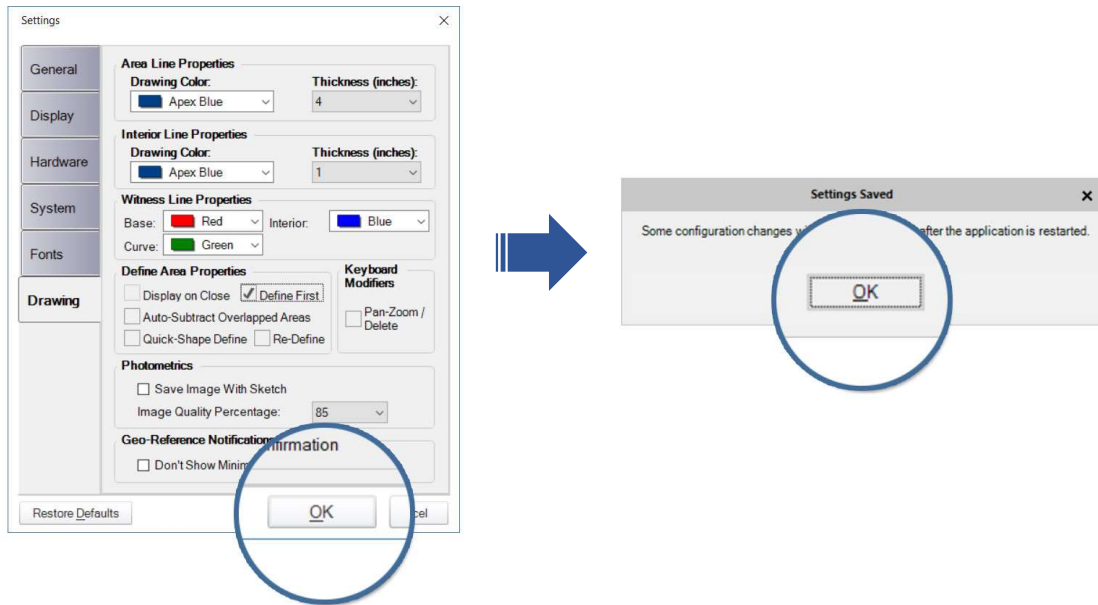 Settings
General
Display
Hardware
System
Fonts
Drawing
Area Line Properties
Drawing Color: Thickness (inches):
Apex Blue 4
Interior Line Properties
Drawing Color: Thickness (inches):
Apex Blue 1
Witness Line Properties
Base: Red Interior: Blue
Curve: Green
Define Area Properties
Display on Close Define First
Auto-Subtract Overlapped Areas
Quick-Shape Define Re-Define
Keyboard
Modifiers
Pan-Zoom /
Delete
Photometrics
Save Image With Sketch
Image Quality Percentage: 85
Geo-Reference Notifications
Don't Show
Restore Defaults OK
Settings Saved
Some configuration changes after the application is restarted.
OK